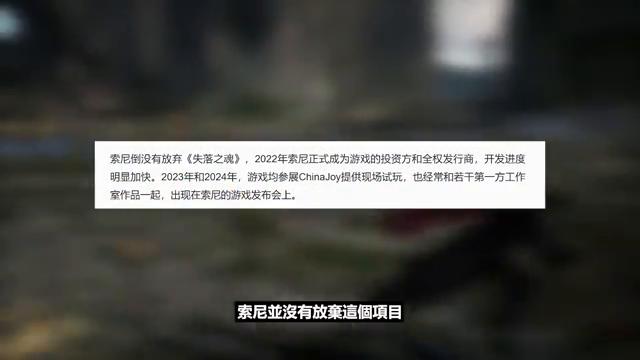 索尼倒没有放弃《失落之魂》，2022年索尼正式成为游戏的投资方和全权发行商，开发进度
明显加快。2023年和2024年，游戏均参展ChinaJoy提供现场试玩，也经常和若干第一方工作
室作品一起，出现在索尼的游戏发布会上。
索尼並沒有放棄這個項目